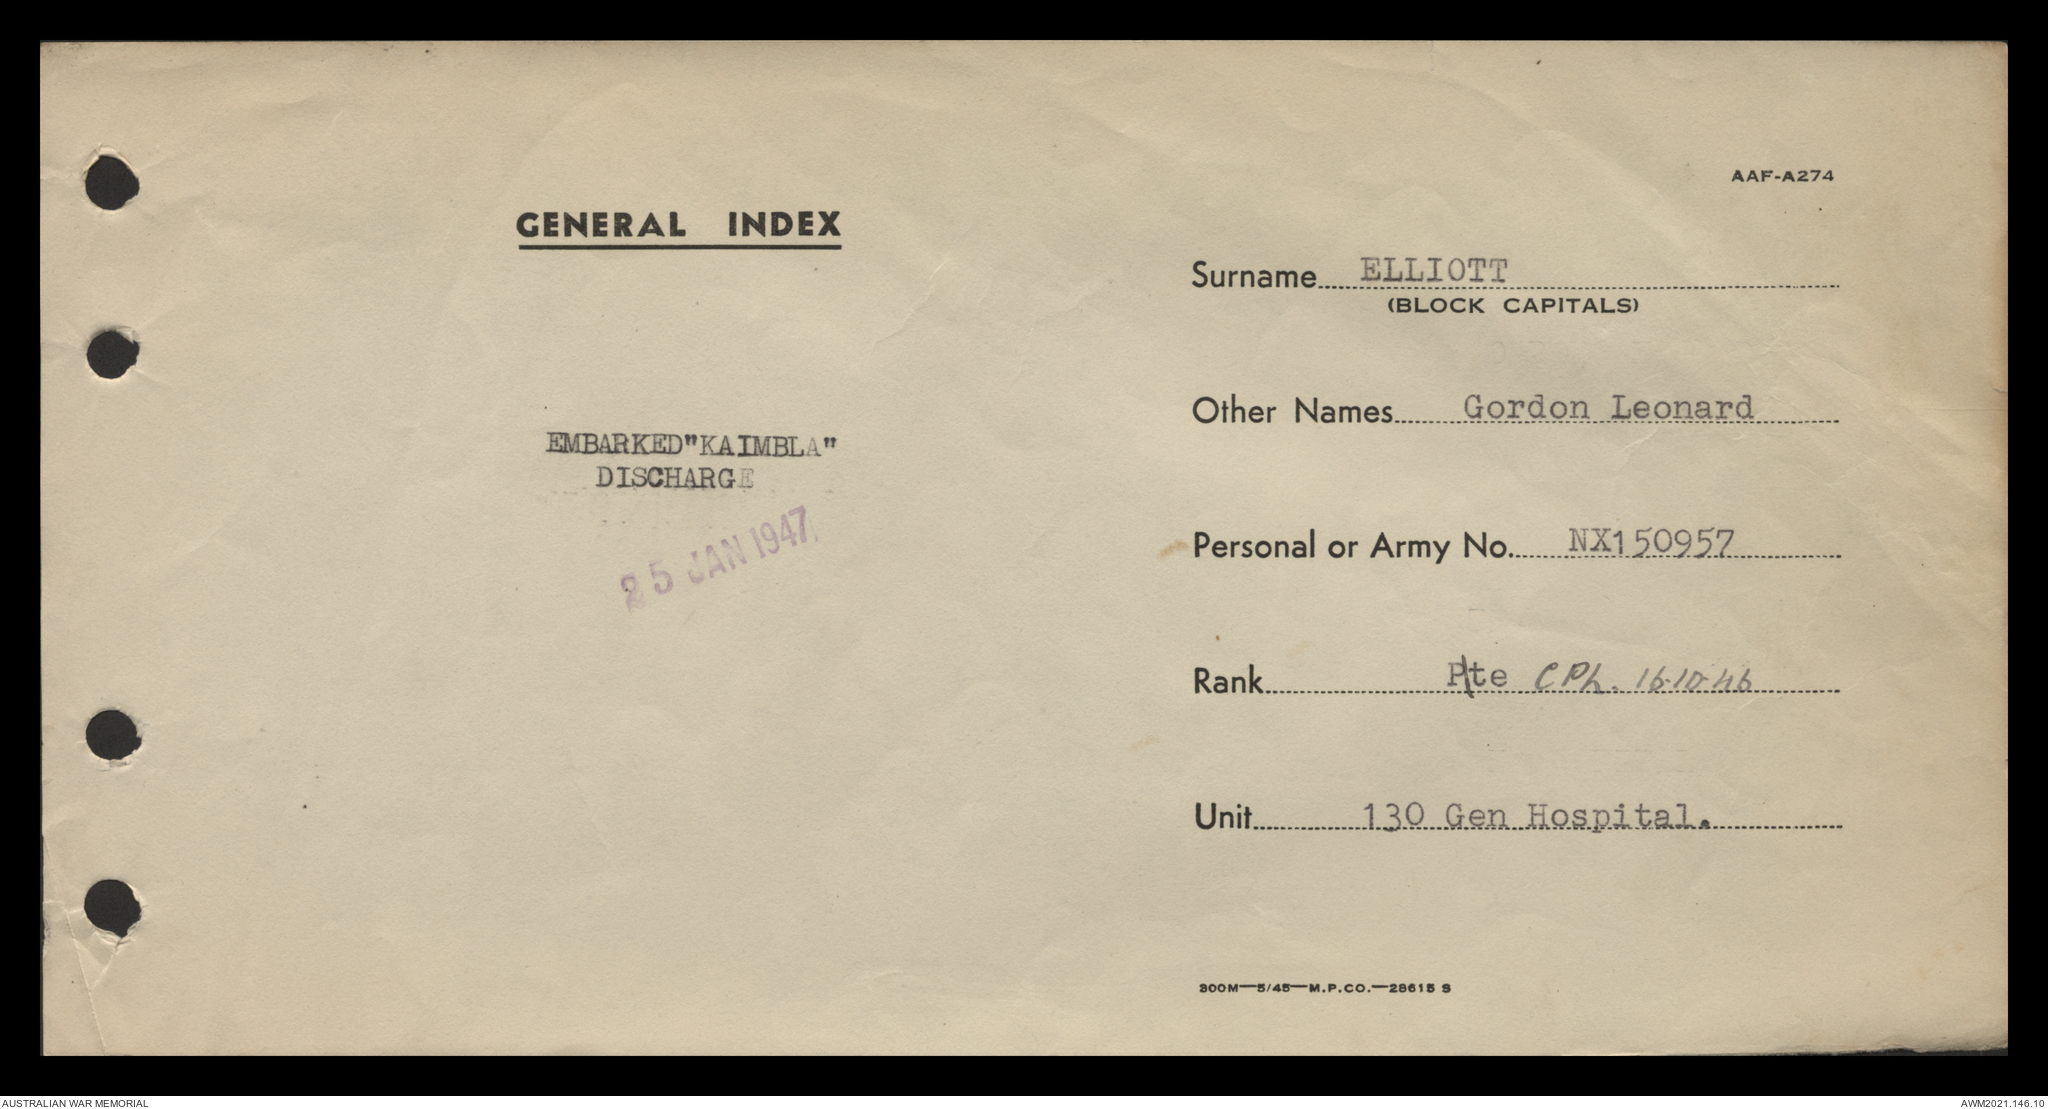 AAF-A274
GENERAL INDEX
Surname ELLIOTT
(BLOCK CAPITALS)
Other Names Gordon Leonard
EMBARKED"KAIMBLA"
DISCHARGE
25 JAN 1947
Personal or Army No. NX150957
Rank Pte CPL. 16-10-46
Unit 130 Gen Hospital.
300M—5/45—M.P.CO.—28615 S
AUSTRALIAN WAR MEMORIAL
AWM2021.146.10